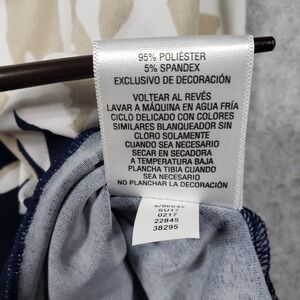 95% POLIÉSTER
5% SPANDEX
EXCLUSIVO DE DECORACIÓN
VOLTEAR AL REVÉS
LAVAR A MÁQUINA EN AGUA FRÍA
CICLO DELICADO CON COLORES
SIMILARES BLANQUEADOR SIN
CLORO SOLAMENTE
CUANDO SEA NECESARIO
SECAR EN SECADORA
A TEMPERATURA BAJA
PLANCHA TIBIA CUANDO
SEA NECESARIO
NO PLANCHAR LA DECORACIÓN
SU17
0217
22845
38295